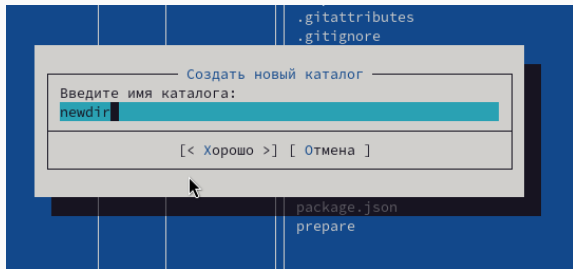 .gitattributes
.gitignore
Создать новый каталог
Введите имя каталога:
newdir
[< Хорошо >] [ Отмена ]
package.json
prepare